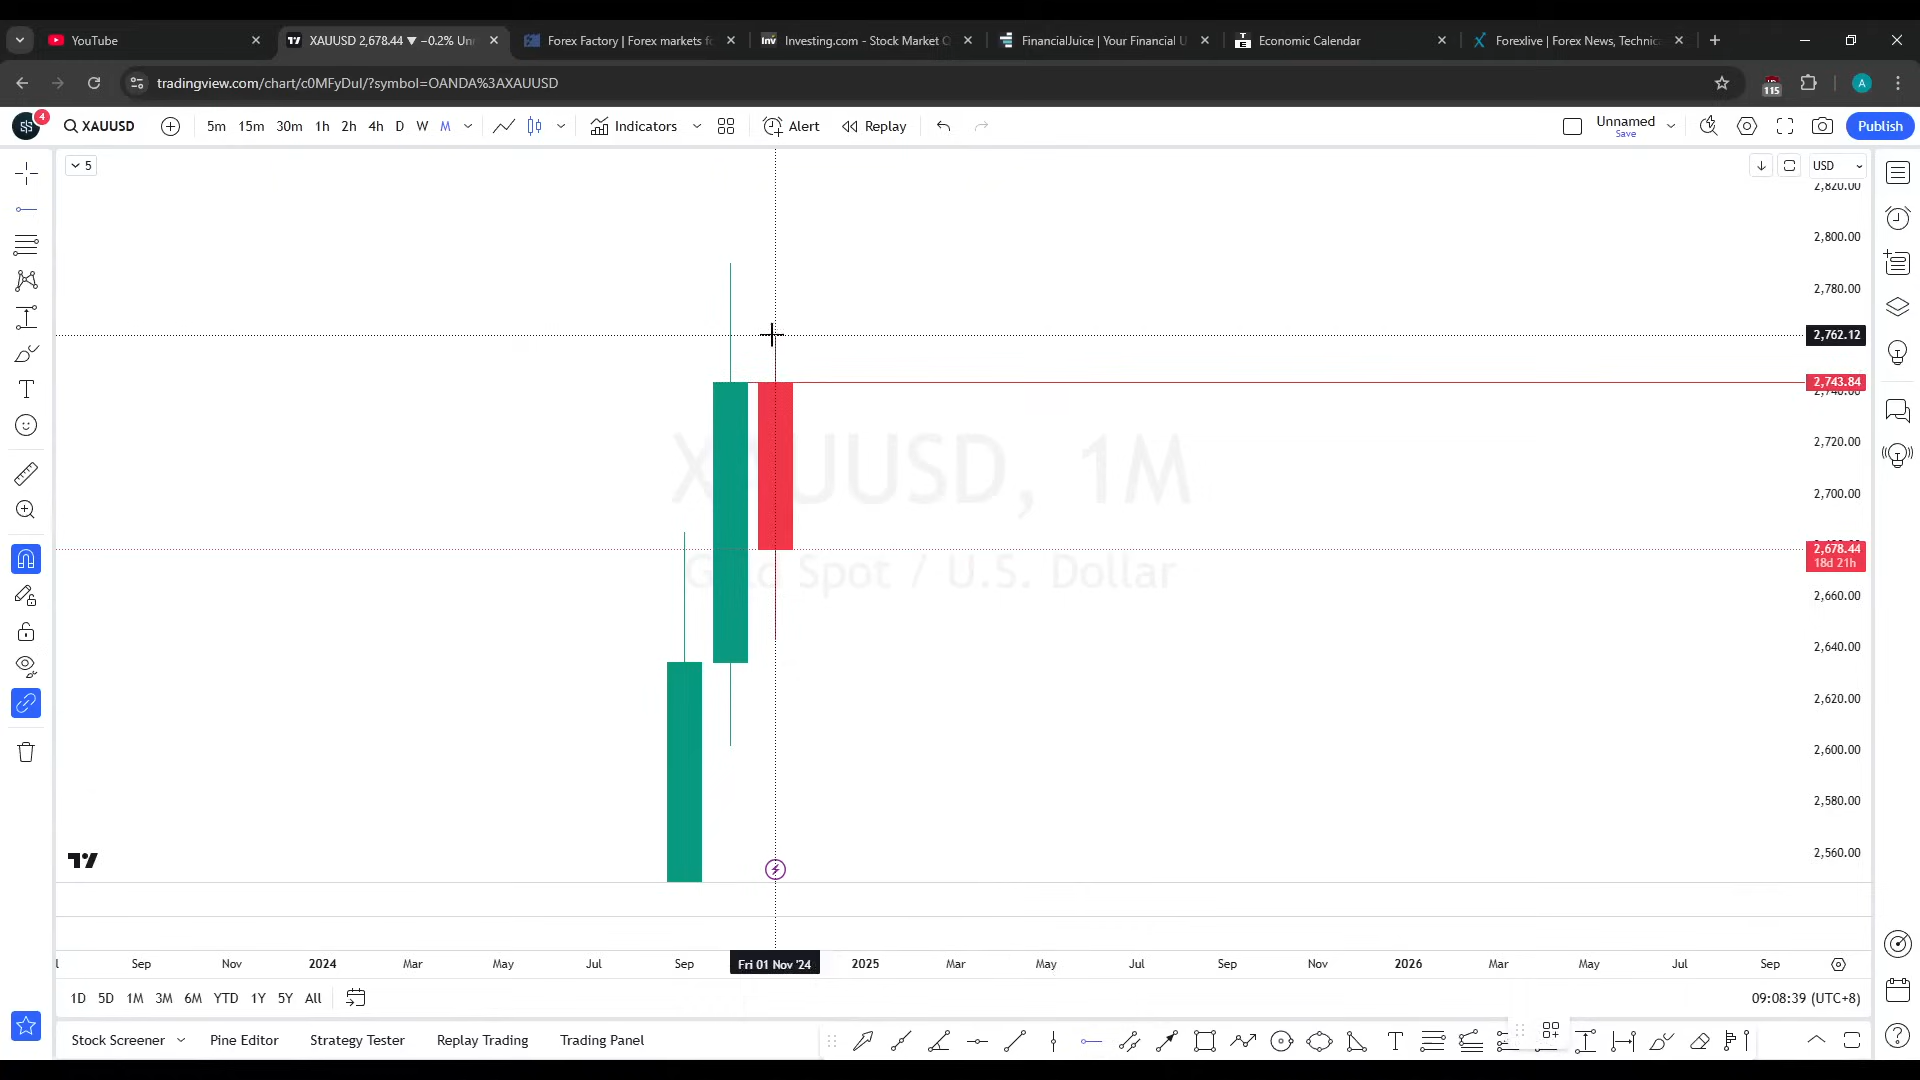 YouTube
XAUUSD 2,678.44 ▼ −0.2% Un
Forex Factory | Forex markets fo
Inv
Investing.com - Stock Market Q
FinancialJuice | Your Financial
Economic Calendar
Forexlive | Forex News, Technic
tradingview.com/chart/c0MFyDul/?symbol=OANDA%3AXAUUSD
115
A
4
XAUUSD
5m 15m 30m 1h 2h 4h D W M
Indicators
Alert
Replay
Unnamed
Save
Publish
5
USD
2,820.00
2,800.00
2,780.00
2,762.12
2,743.84
2,740.00
2,720.00
2,700.00
2,678.44
18d 21h
2,660.00
2,640.00
2,620.00
2,600.00
2,580.00
2,560.00
XAUUSD, 1M
Gold Spot / U.S. Dollar
Sep Nov 2024 Mar May Jul Sep Fri 01 Nov '24 2025 Mar May Jul Sep Nov 2026 Mar May Jul Sep
1D 5D 1M 3M 6M YTD 1Y 5Y All
09:08:39 (UTC+8)
Stock Screener
Pine Editor
Strategy Tester
Replay Trading
Trading Panel